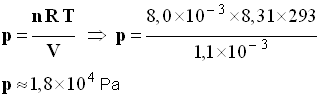 p = nRT/V ⇒ p = 8,0×10⁻³×8,31×293/1,1×10⁻³
p ≈ 1,8×10⁴ Pa